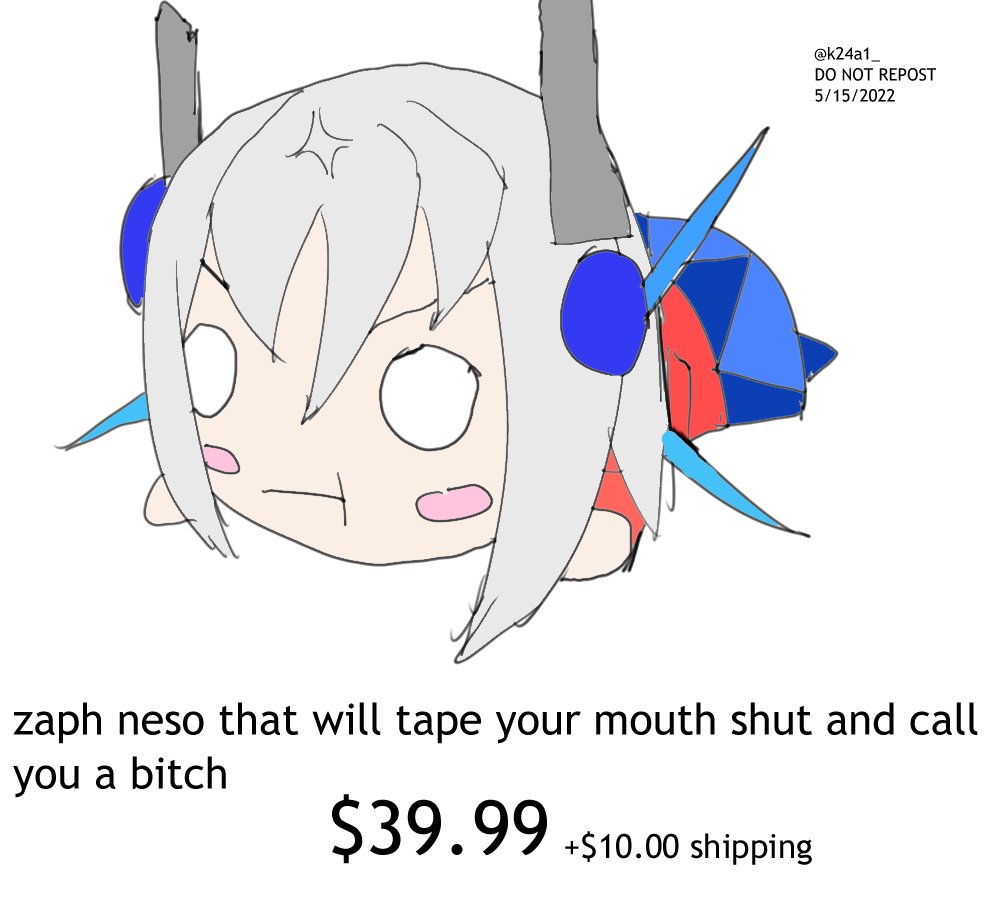 @k24a1_
DO NOT REPOST
5/15/2022
zaph neso that will tape your mouth shut and call
you a bitch
$39.99 +$10.00 shipping